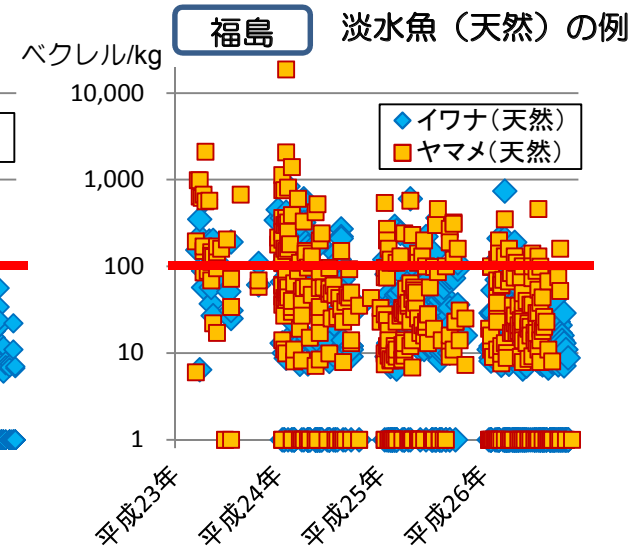 福島
淡水魚（天然）の例
ベクレル/kg
10,000
1,000
100
10
1
イワナ（天然）
ヤマメ（天然）
平成23年
平成24年
平成25年
平成26年